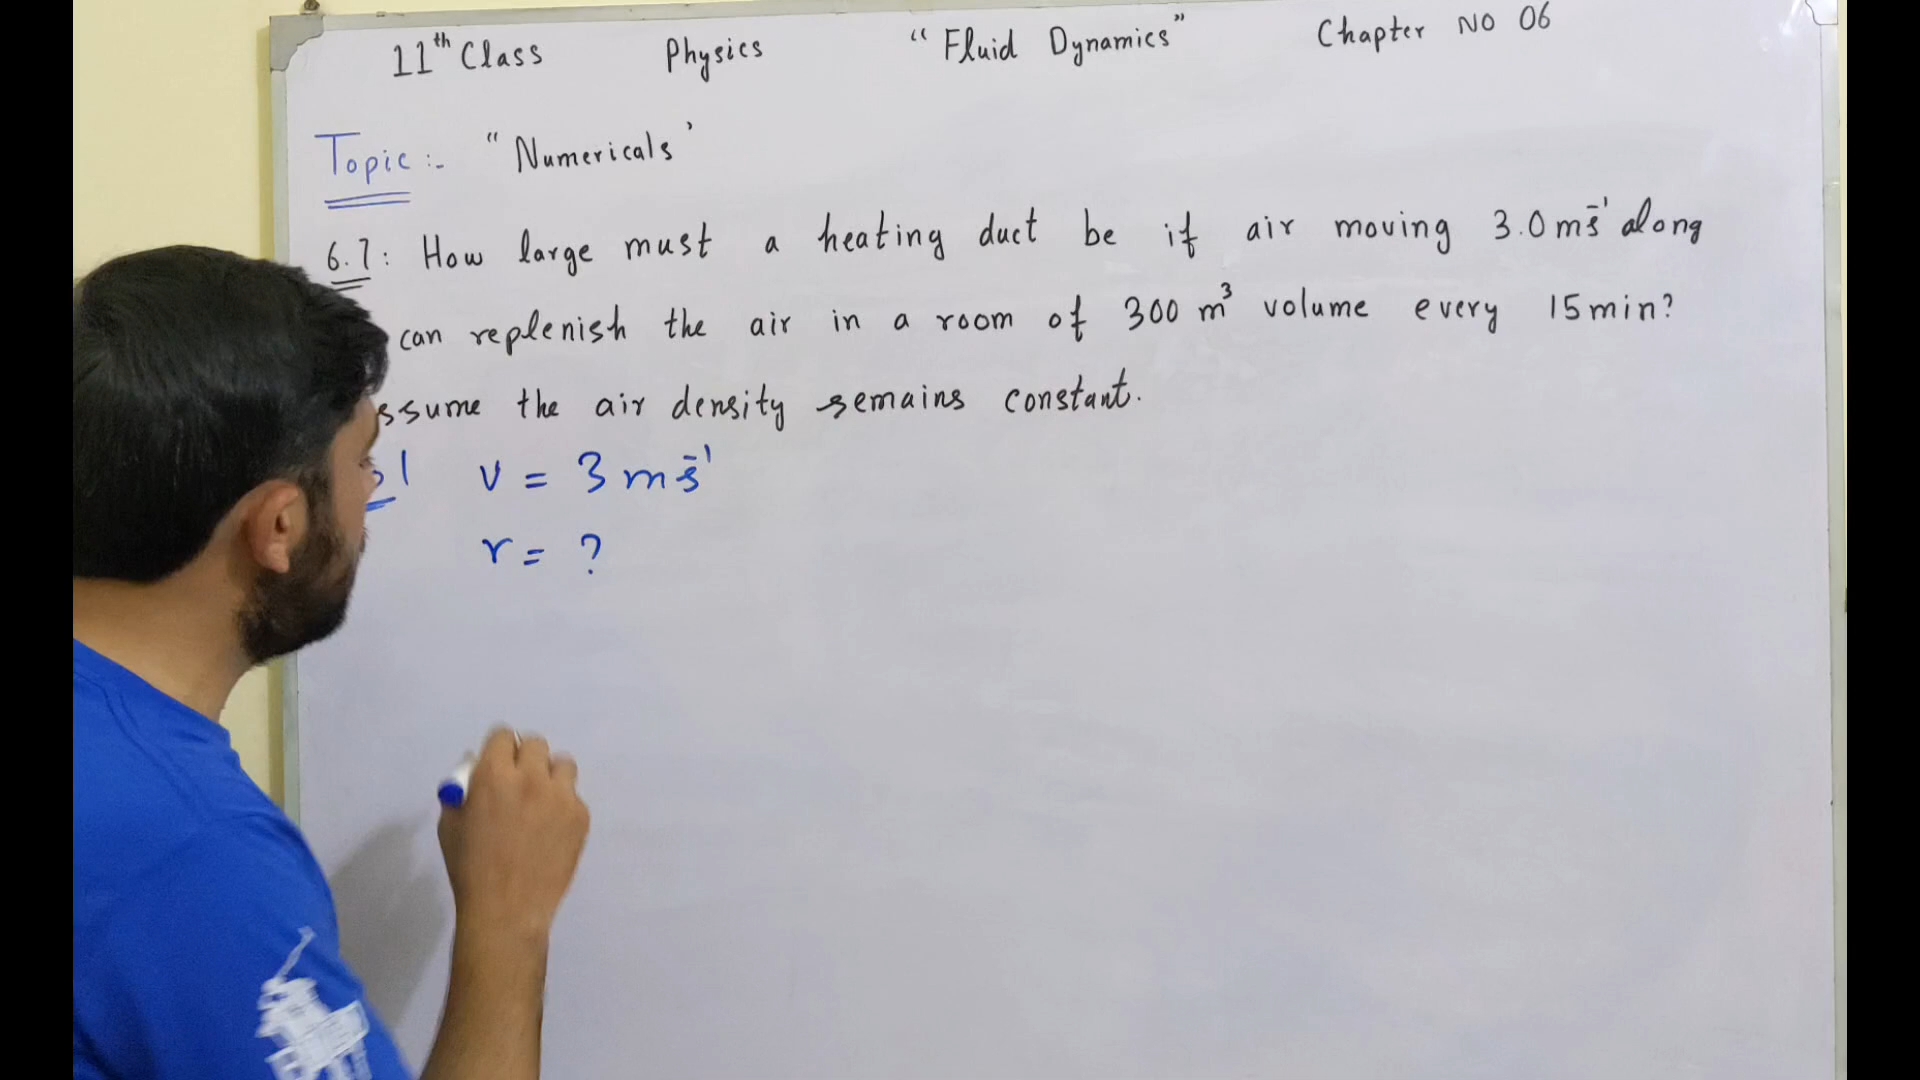 11th Class Physics “Fluid Dynamics” Chapter NO 06
Topic:- “Numericals’
6.7: How large must a heating duct be if air moving 3.0 ms⁻¹ along
can replenish the air in a room of 300 m³ volume every 15 min?
ssume the air density remains constant.
v = 3 ms⁻¹
r = ?